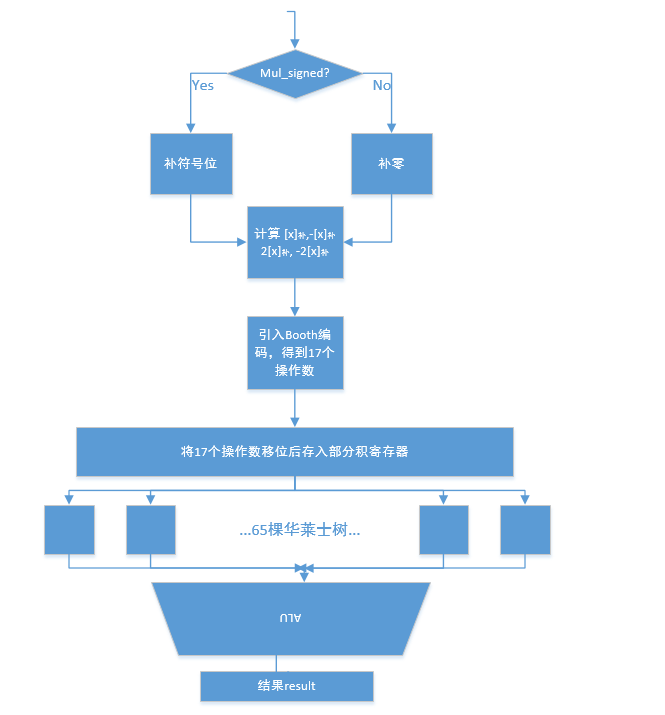 Mul_signed?
Yes
No
补符号位
补零
计算 [x]补,-[x]补
2[x]补, -2[x]补
引入Booth编
码，得到17个
操作数
将17个操作数移位后存入部分积寄存器
...65棵华莱士树...
ALU
结果result